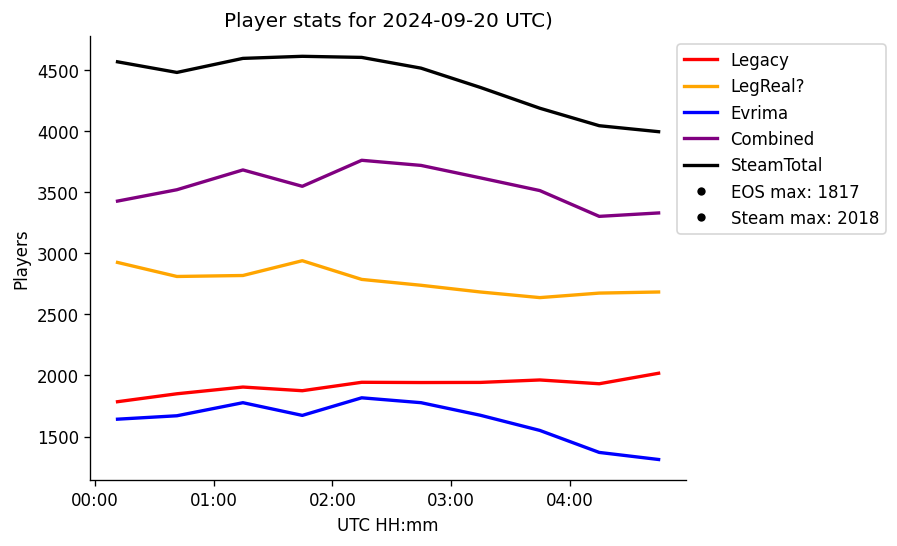 Player stats for 2024-09-20 UTC)
Legacy
LegReal?
Evrima
Combined
SteamTotal
EOS max: 1817
Steam max: 2018
Players
4500
4000
3500
3000
2500
2000
1500
00:00 01:00 02:00 03:00 04:00
UTC HH:mm